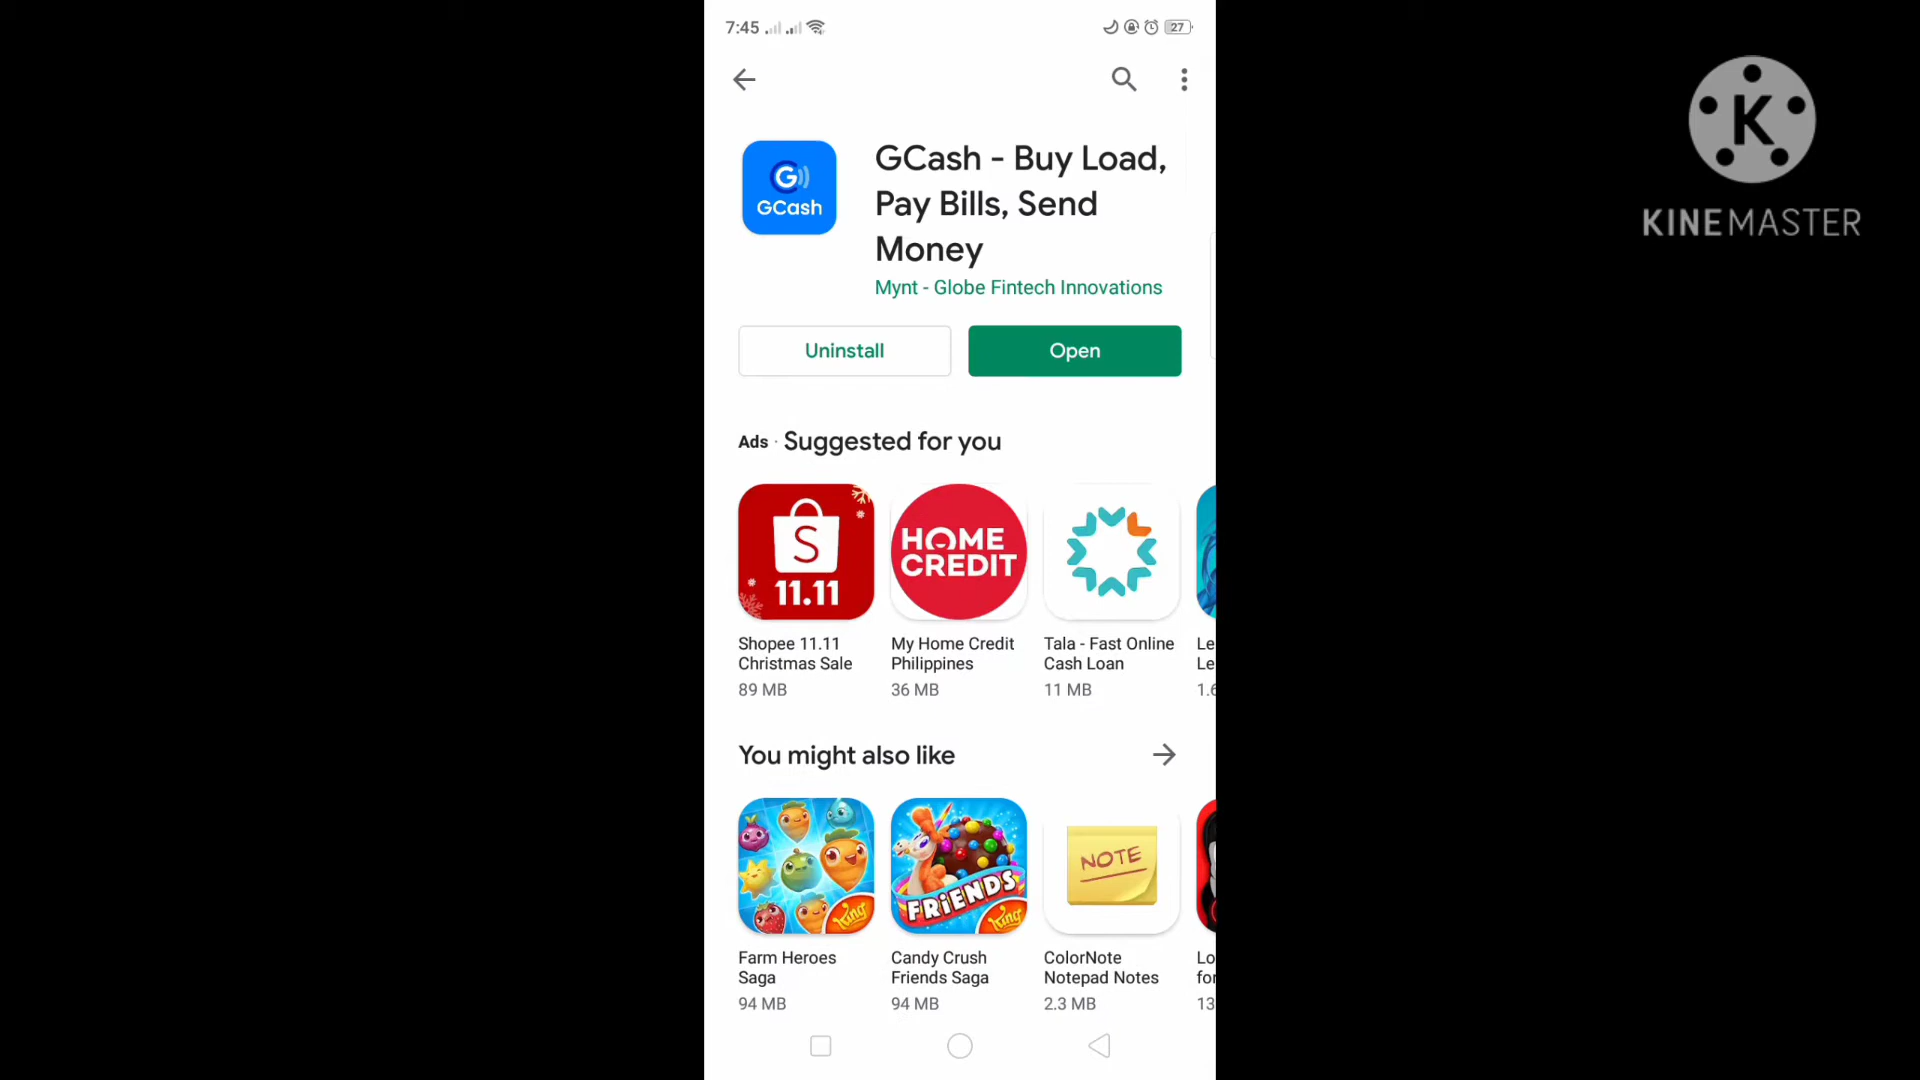 7:45
27
K
KINEMASTER
G
GCash
GCash - Buy Load,
Pay Bills, Send
Money
Mynt - Globe Fintech Innovations
Uninstall
Open
Ads · Suggested for you
S
11.11
HOME
CREDIT
Shopee 11.11
Christmas Sale
89 MB
My Home Credit
Philippines
36 MB
Tala - Fast Online
Cash Loan
11 MB
Le
Le
1.6
You might also like
King
FRIENDS
King
NOTE
Farm Heroes
Saga
94 MB
Candy Crush
Friends Saga
94 MB
ColorNote
Notepad Notes
2.3 MB
Lo
for
13